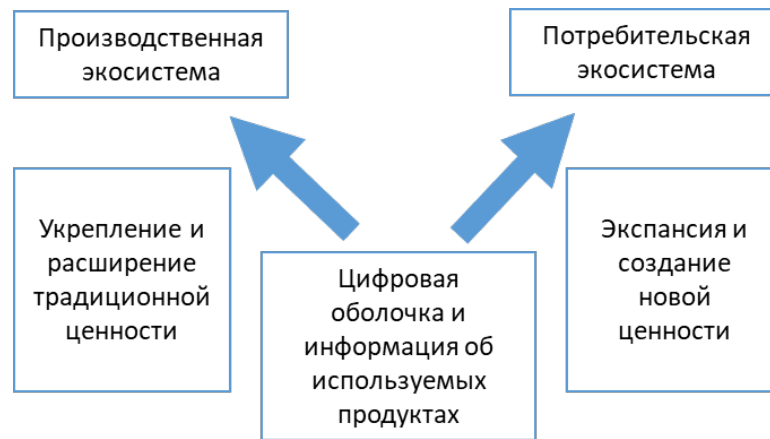 Производственная
экосистема
Потребительская
экосистема
Укрепление и
расширение
традиционной
ценности
Цифровая
оболочка и
информация об
используемых
продуктах
Экспансия и
создание
новой
ценности